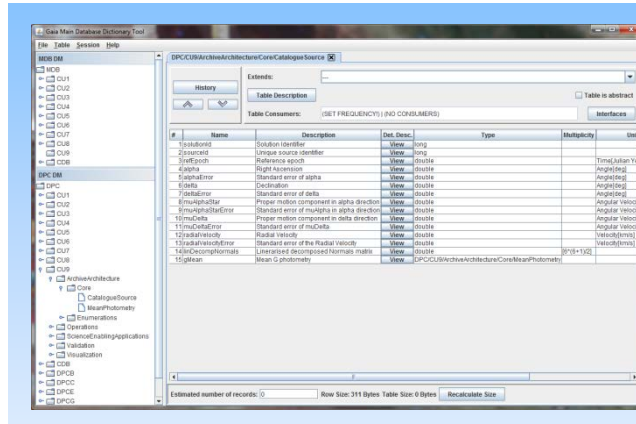 Gaia Main Database Dictionary Tool
File Table Session Help
MDB DM
MDB
CU1
CU2
CU3
CU4
CU5
CU6
CU7
CU8
CU9
CDB
DPC DM
DPC
CU1
CU2
CU3
CU4
CU5
CU6
CU7
CU8
CU9
ArchiveArchitecture
Core
CatalogueSource
MeanPhotometry
Enumerations
Operations
ScienceEnablingApplications
Validation
Visualization
CDB
DPCB
DPCC
DPCE
DPCG
DPC/CU9/ArchiveArchitecture/Core/CatalogueSource
History
Extends: ...
Table Description
Table is abstract
Table Consumers: (SET FREQUENCY!) | (NO CONSUMERS)
Interfaces
# Name Description Det. Desc. Type Multiplicity Uni
1 solutionId Solution Identifier View long
2 sourceId Unique source identifier View long
3 refEpoch Reference epoch View double Time[Julian Y
4 alpha Right Ascension View double Angle[deg]
5 alphaError Standard error of alpha View double Angle[deg]
6 delta Declination View double Angle[deg]
7 deltaError Standard error of delta View double Angle[deg]
8 muAlphaStar Proper motion component in alpha direction View double Angular Veloc
9 muAlphaStarError Standard error of muAlpha in alpha direction View double Angular Veloc
10 muDelta Proper motion component in delta direction View double Angular Veloc
11 muDeltaError Standard error of muDelta View double Angular Veloc
12 radialVelocity Radial Velocity View double Velocity[km/s]
13 radialVelocityError Standard error of the Radial Velocity View double Velocity[km/s]
14 linDecompNormals Linerarised decomposed Normals matrix View double [6*(6+1)/2]
15 gMean Mean G photometry View DPC/CU9/ArchiveArchitecture/Core/MeanPhotometry
Estimated number of records: 0 Row Size: 311 Bytes Table Size: 0 Bytes Recalculate Size